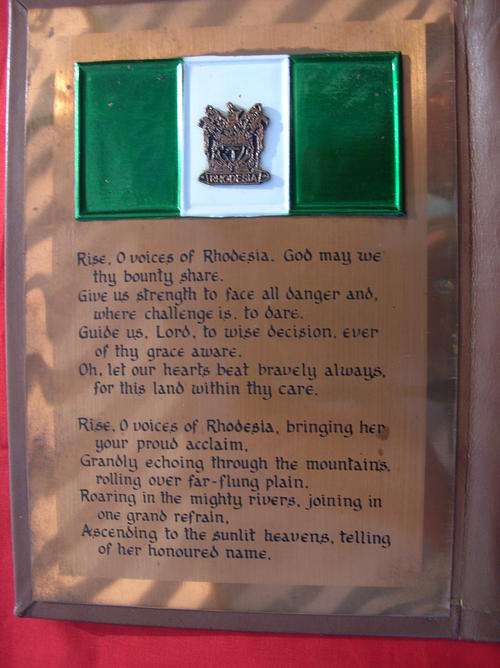 RHODESIA
Rise, O voices of Rhodesia. God may we
thy bounty share.
Give us strength to face all danger and,
where challenge is, to dare.
Guide us, Lord, to wise decision, ever
of thy grace aware.
Oh, let our hearts beat bravely always,
for this land within thy care.
Rise, O voices of Rhodesia, bringing her
your proud acclaim,
Grandly echoing through the mountains,
rolling over far-flung plain,
Roaring in the mighty rivers, joining in
one grand refrain,
Ascending to the sunlit heavens, telling
of her honoured name.